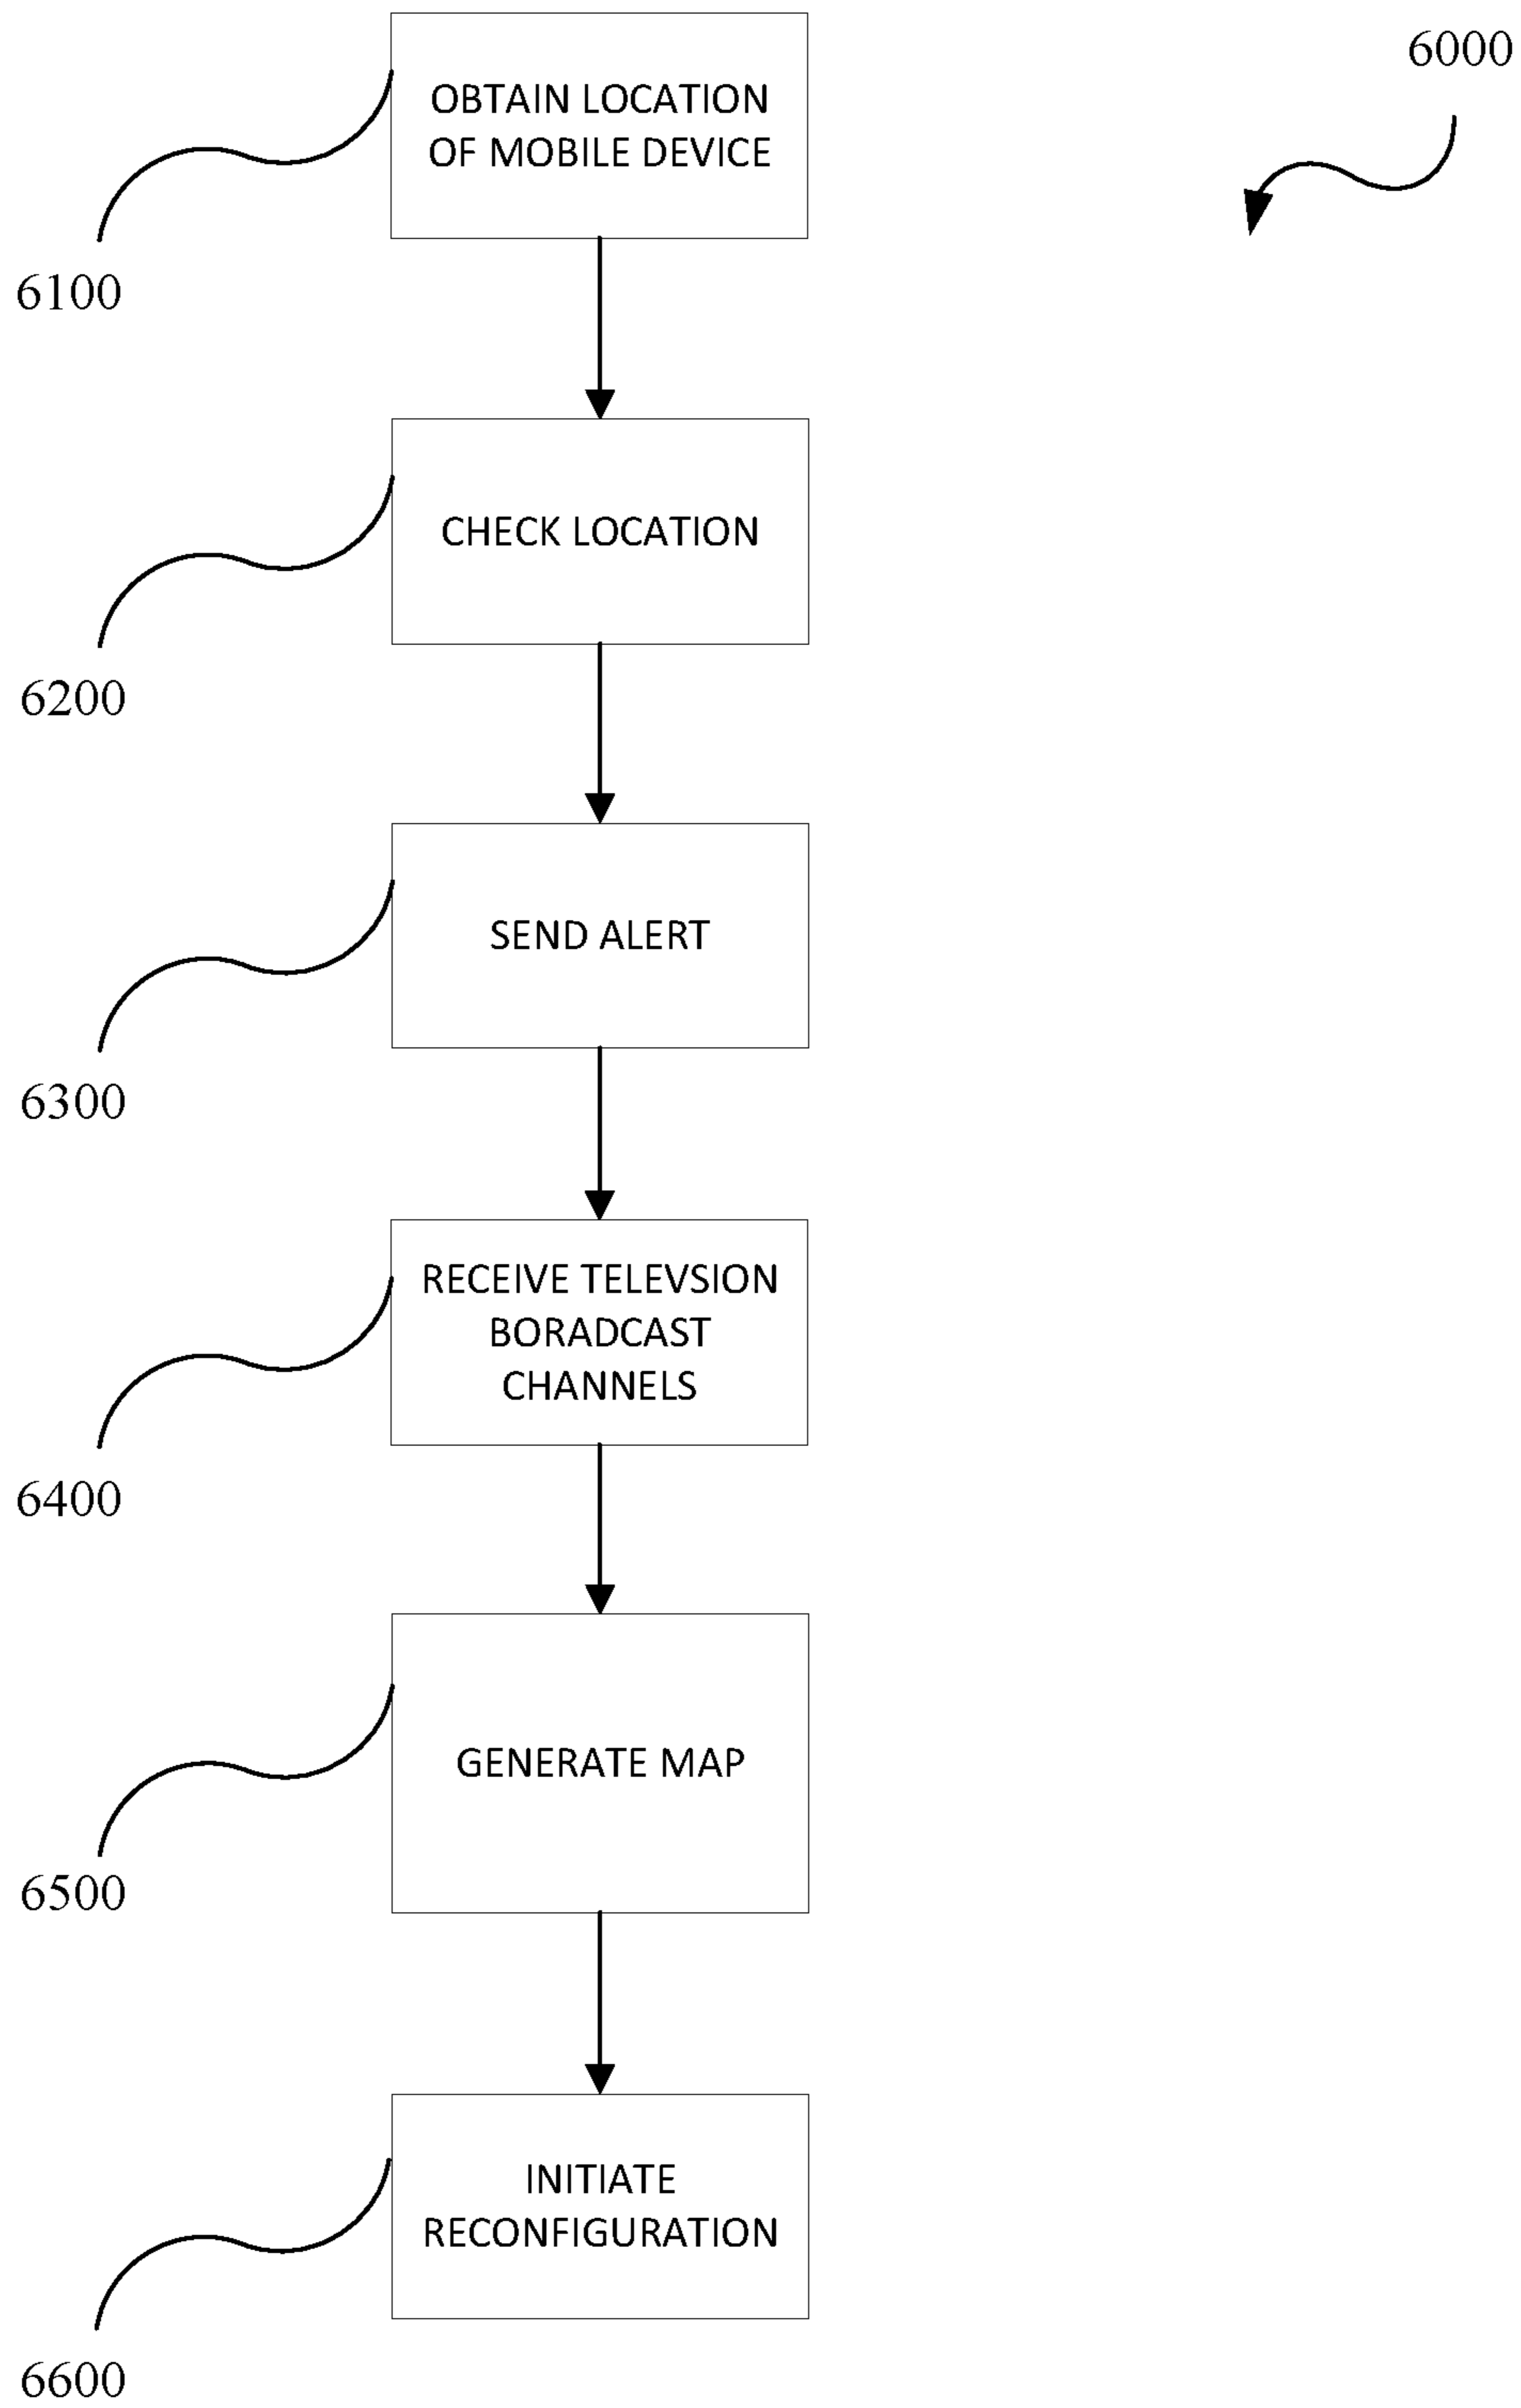 6000
OBTAIN LOCATION
OF MOBILE DEVICE
6100
CHECK LOCATION
6200
SEND ALERT
6300
RECEIVE TELEVSION
BORADCAST
CHANNELS
6400
GENERATE MAP
6500
INITIATE
RECONFIGURATION
6600